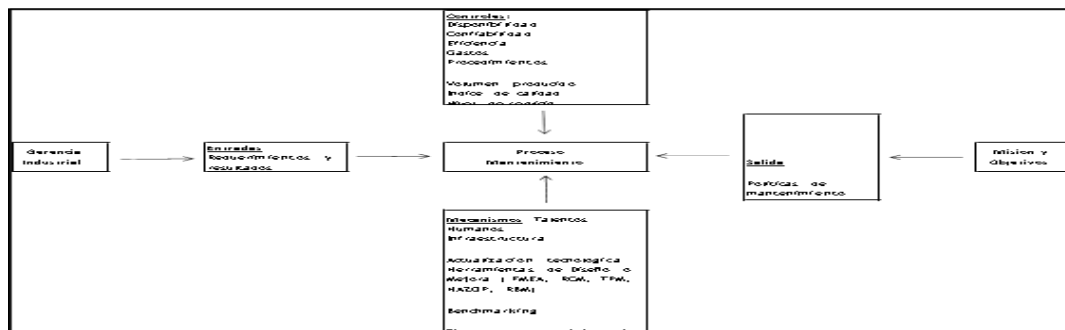 Controles:
Disponibilidad
Confiabilidad
Eficiencia
Gastos
Procedimientos
Volumen producido
Indice de calidad
Gerencia
Industrial
Entradas
Requerimientos y
resultados
Proceso
Mantenimiento
Salida
Políticas de
mantenimiento
Mision y
Objetivos
Mecanismos Talentos
Humanos
Infraestructura
Actualización tecnológica
Herramientas de Diseño o
Mejora ( FMEA, RCM, TPM,
HAZOP, RBM)
Benchmarking